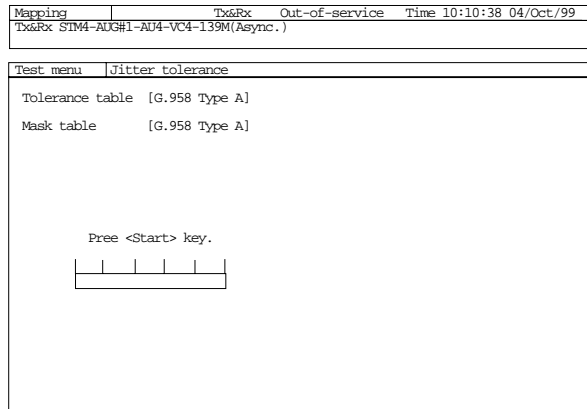 Mapping Tx&Rx Out-of-service Time 10:10:38 04/Oct/99
Tx&Rx STM4-AUG#1-AU4-VC4-139M(Async.)
Test menu Jitter tolerance
Tolerance table [G.958 Type A]
Mask table [G.958 Type A]
Pree <Start> key.